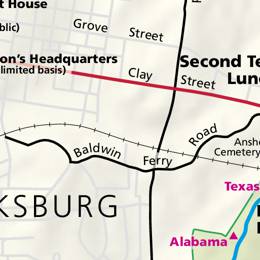 t House
Grove Street
blic)
on's Headquarters
limited basis)
Second Te
Clay Street
Lun
Baldwin Ferry Road
Ansh
Cemetery
KSBURG
Texas
Alabama